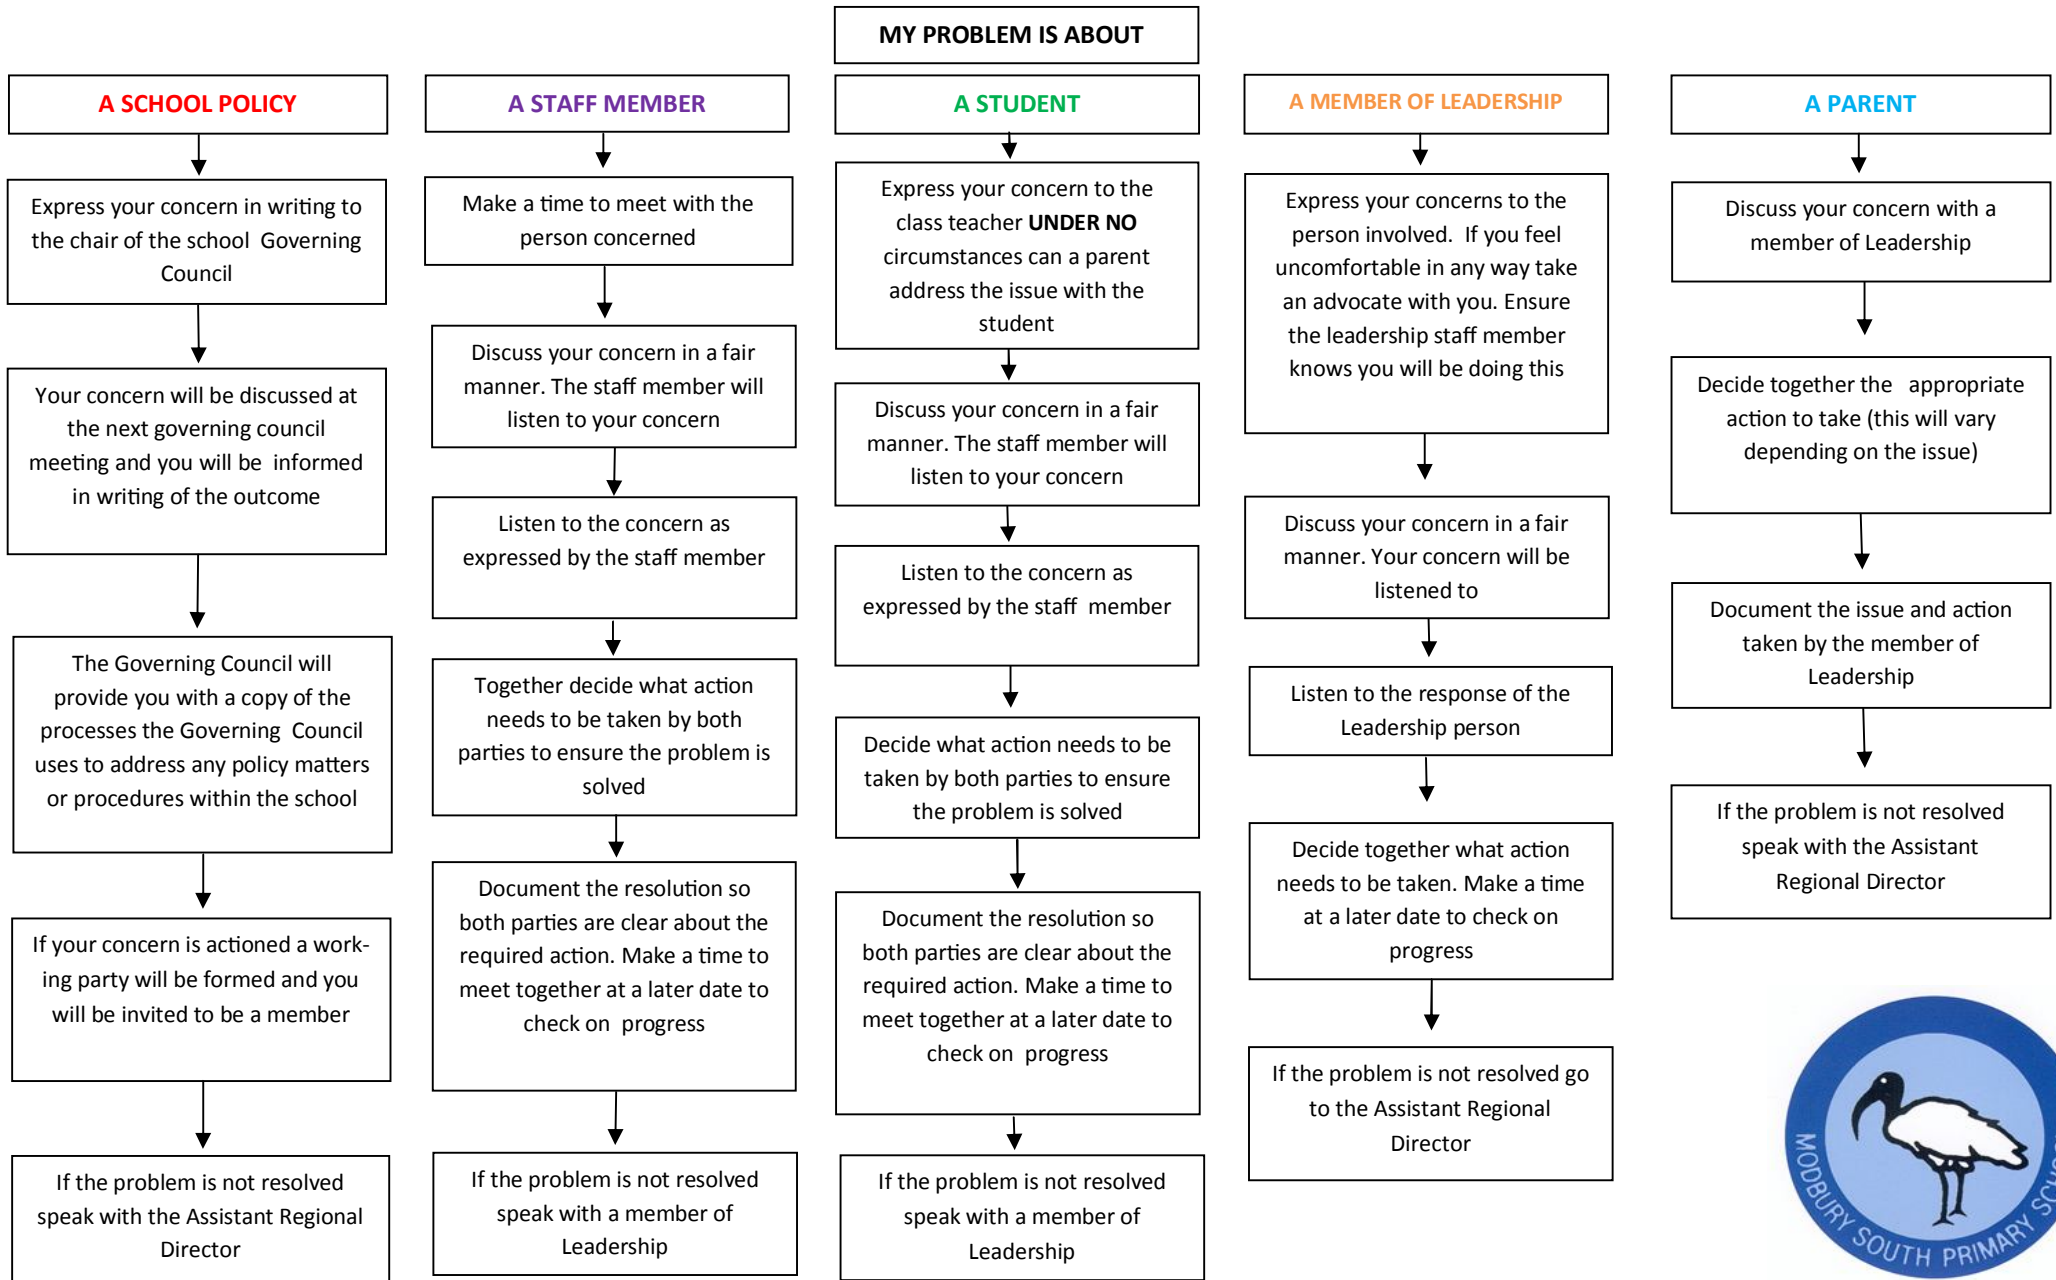 MY PROBLEM IS ABOUT
A SCHOOL POLICY
Express your concern in writing to
the chair of the school Governing
Council
Your concern will be discussed at
the next governing council
meeting and you will be informed
in writing of the outcome
The Governing Council will
provide you with a copy of the
processes the Governing Council
uses to address any policy matters
or procedures within the school
If your concern is actioned a work-
ing party will be formed and you
will be invited to be a member
If the problem is not resolved
speak with the Assistant Regional
Director
A STAFF MEMBER
Make a time to meet with the
person concerned
Discuss your concern in a fair
manner. The staff member will
listen to your concern
Listen to the concern as
expressed by the staff member
Together decide what action
needs to be taken by both
parties to ensure the problem is
solved
Document the resolution so
both parties are clear about the
required action. Make a time to
meet together at a later date to
check on progress
If the problem is not resolved
speak with a member of
Leadership
A STUDENT
Express your concern to the
class teacher UNDER NO
circumstances can a parent
address the issue with the
student
Discuss your concern in a fair
manner. The staff member will
listen to your concern
Listen to the concern as
expressed by the staff member
Decide what action needs to be
taken by both parties to ensure
the problem is solved
Document the resolution so
both parties are clear about the
required action. Make a time to
meet together at a later date to
check on progress
If the problem is not resolved
speak with a member of
Leadership
A MEMBER OF LEADERSHIP
Express your concerns to the
person involved. If you feel
uncomfortable in any way take
an advocate with you. Ensure
the leadership staff member
knows you will be doing this
Discuss your concern in a fair
manner. Your concern will be
listened to
Listen to the response of the
Leadership person
Decide together what action
needs to be taken. Make a time
at a later date to check on
progress
If the problem is not resolved go
to the Assistant Regional
Director
A PARENT
Discuss your concern with a
member of Leadership
Decide together the appropriate
action to take (this will vary
depending on the issue)
Document the issue and action
taken by the member of
Leadership
If the problem is not resolved
speak with the Assistant
Regional Director
MODBURY SOUTH PRIMARY SCHOOL